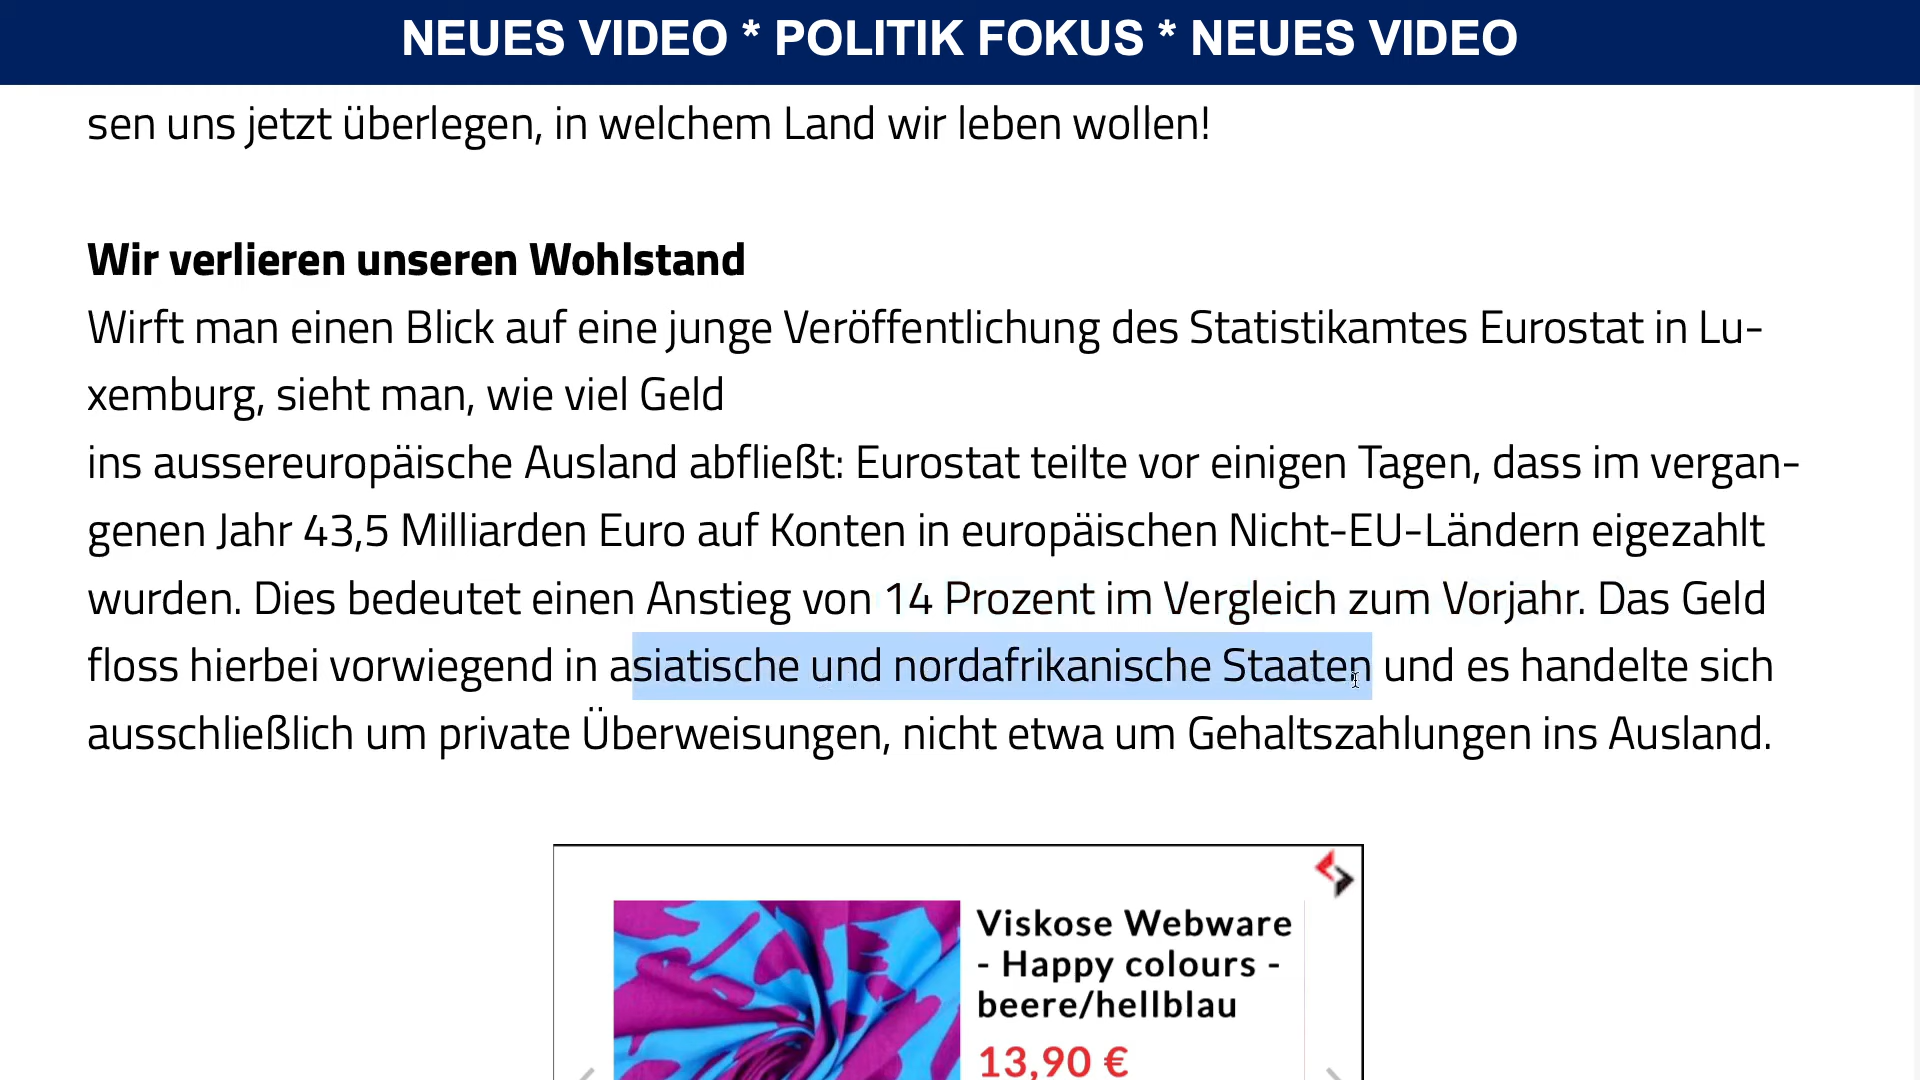 NEUES VIDEO * POLITIK FOKUS * NEUES VIDEO
sen uns jetzt überlegen, in welchem Land wir leben wollen!
Wir verlieren unseren Wohlstand
Wirft man einen Blick auf eine junge Veröffentlichung des Statistikamtes Eurostat in Lu-
xemburg, sieht man, wie viel Geld
ins aussereuropäische Ausland abfließt: Eurostat teilte vor einigen Tagen, dass im vergan-
genen Jahr 43,5 Milliarden Euro auf Konten in europäischen Nicht-EU-Ländern eigezahlt
wurden. Dies bedeutet einen Anstieg von 14 Prozent im Vergleich zum Vorjahr. Das Geld
floss hierbei vorwiegend in asiatische und nordafrikanische Staaten und es handelte sich
ausschließlich um private Überweisungen, nicht etwa um Gehaltszahlungen ins Ausland.
Viskose Webware
- Happy colours -
beere/hellblau
13,90 €